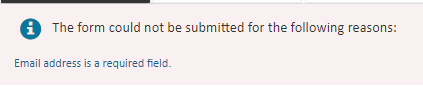 The form could not be submitted for the following reasons:
Email address is a required field.